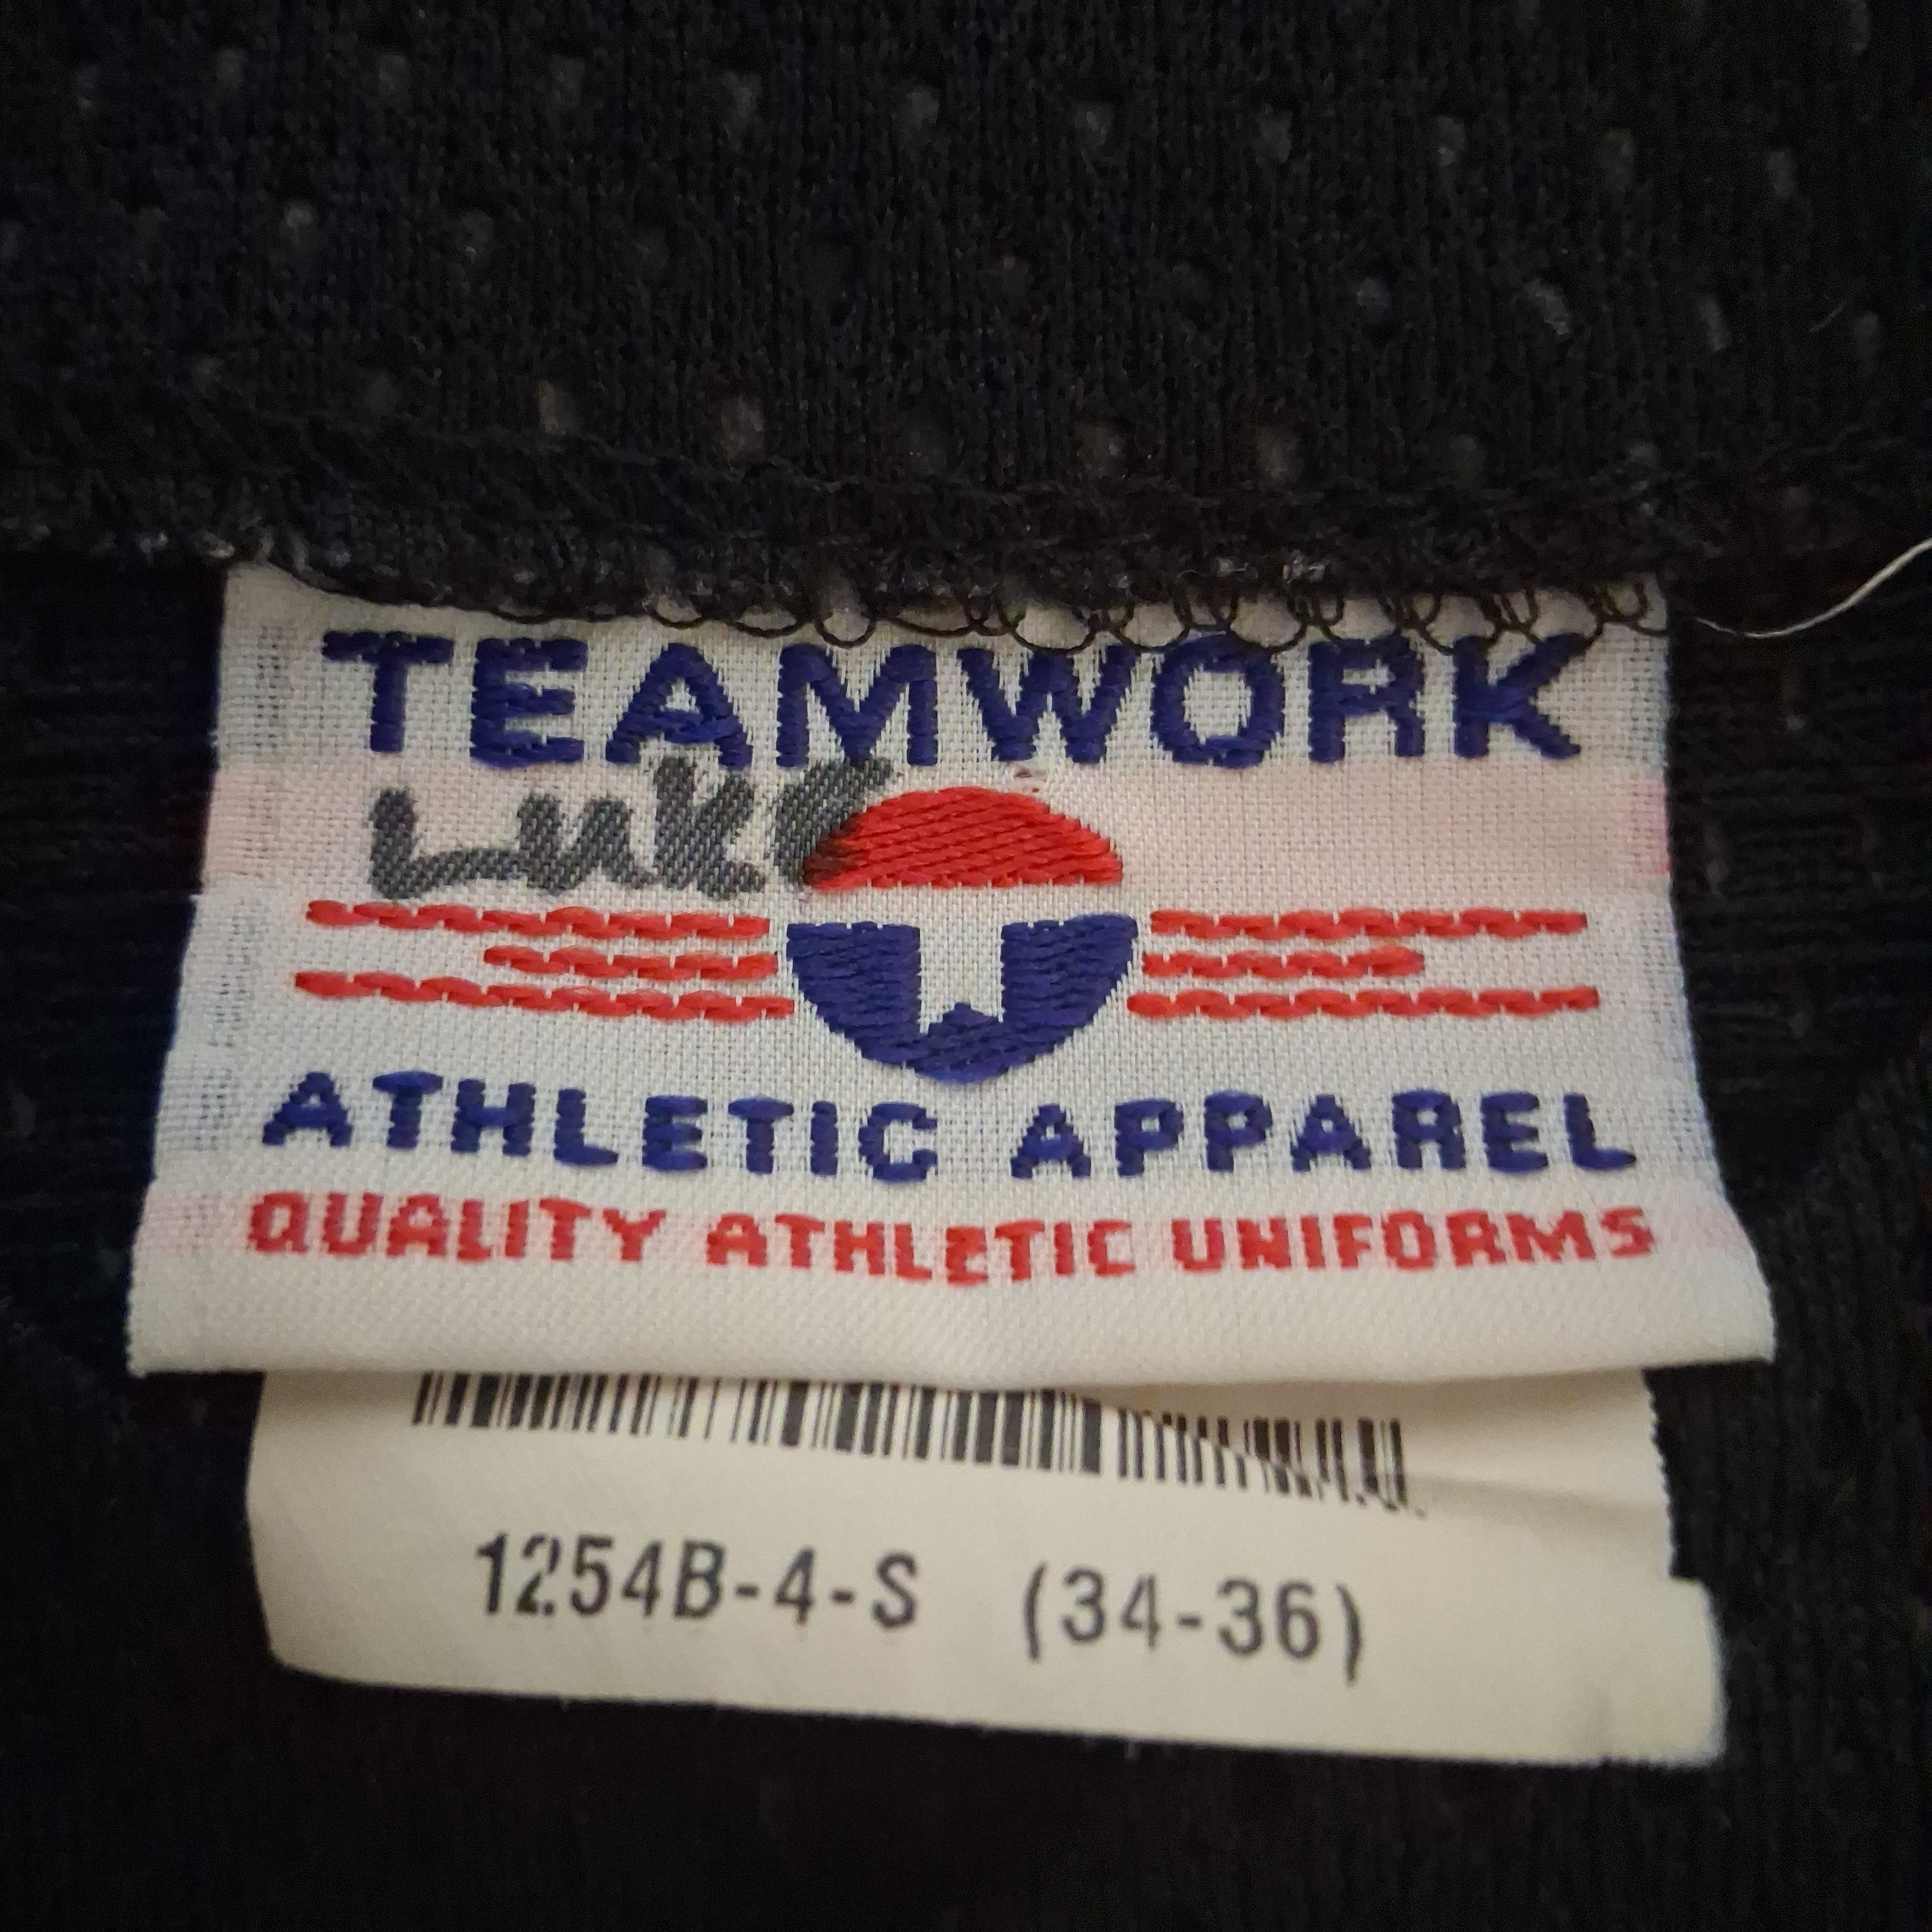 TEAMWORK
Luke
ATHLETIC APPAREL
QUALITY ATHLETIC UNIFORMS
1254B-4-S (34-36)